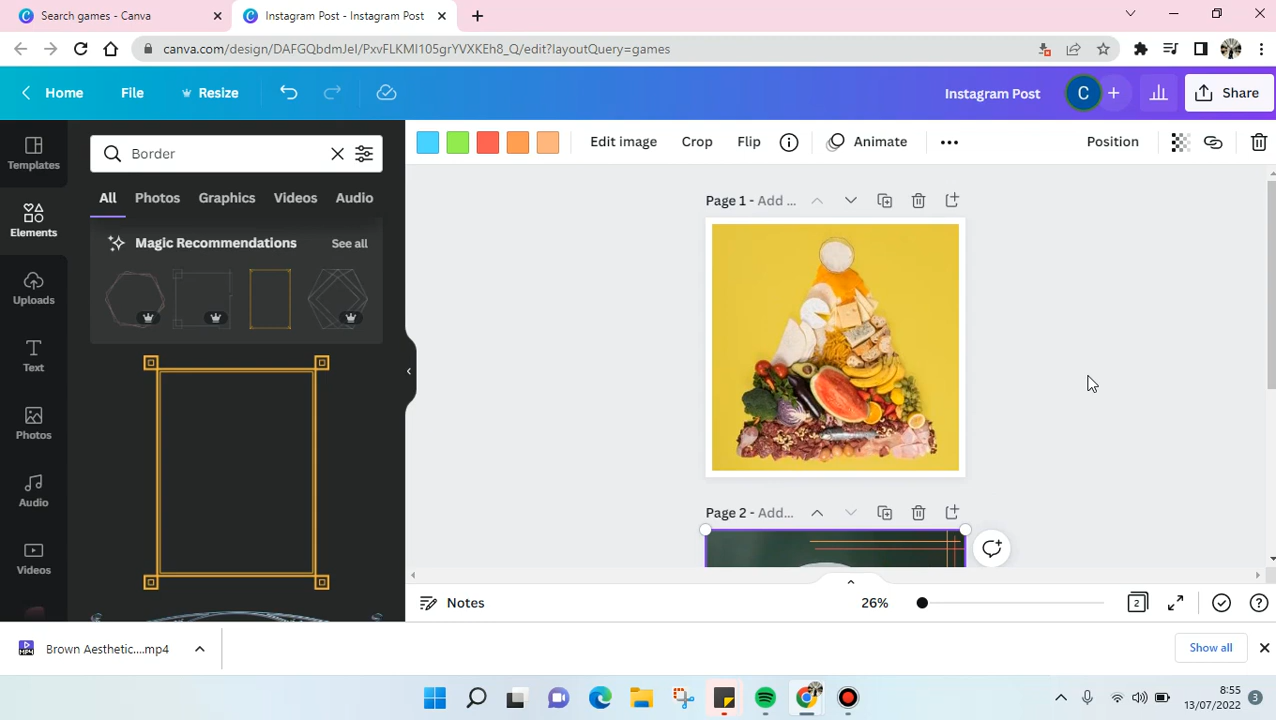 Search games - Canva
Instagram Post - Instagram Post
canva.com/design/DAFGQbdmJeI/PxvFLKMI105grYVXKEh8_Q/edit?layoutQuery=games
Home
File
Resize
Instagram Post
C
Share
Templates
Elements
Uploads
Text
Photos
Audio
Videos
Border
All
Photos
Graphics
Videos
Audio
Magic Recommendations
See all
Edit image
Crop
Flip
Animate
Position
Page 1 - Add ...
Page 2 - Add...
Notes
26%
2
Brown Aesthetic....mp4
Show all
8:55
13/07/2022
3